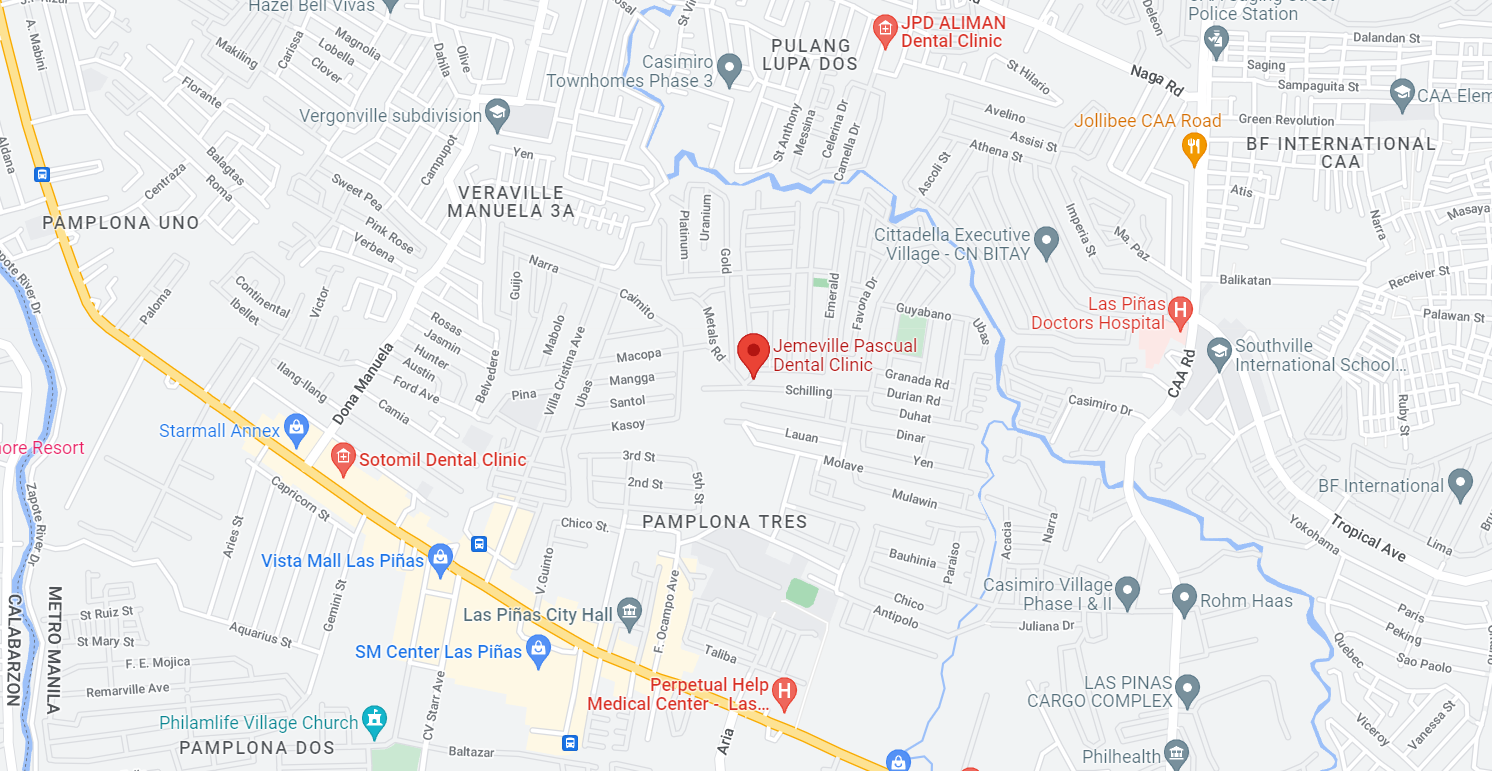 Hazel Bell Vivas
JPD ALIMAN
Dental Clinic
Police Station
PULANG
LUPA DOS
Casimiro
Townhomes Phase 3
Dalandan St
Saging
Sampaguita St
Green Revolution
Naga Rd
St Hilario
A. Mabini
Makiling
Carissa
Magnolia
Lobella
Clover
Dahlia
Olive
Florante
Vergonville subdivision
Avelino
Assisi St
Athena St
Ascoli St
Jollibee CAA Road
BF INTERNATIONAL
CAA
St Anthony
Messina
Celerina Dr
Camella Dr
Aldana
Balagtas
Centraza
Roma
Campupot
Yen
Sweet Pea
Pink Rose
Verbena
VERAVILLE
MANUELA 3A
PAMPLONA UNO
Platinum
Uranium
Gold
Atis
Narra
Masaya
Imperia St
Ma. Paz
Cittadella Executive
Village - CN BITAY
Zapote River Dr
Paloma
Continental
Ibellet
Victor
Narra
Guijo
Caimito
Emerald
Favona Dr
Guyabano
Ubas
Balikatan
Receiver St
Palawan St
Las Piñas
Doctors Hospital
Rosas
Jasmin
Hunter
Austin
Ford Ave
Camia
Belvedere
Mabolo
Villa Cristina Ave
Ubas
Metals Rd
Jemeville Pascual
Dental Clinic
Southville
International School...
Dona Manuela
Ilang-Ilang
Pina
Macopa
Mangga
Santol
Kasoy
Schilling
Granada Rd
Durian Rd
Duhat
Dinar
Yen
Casimiro Dr
CAA Rd
Ruby St
Starmall Annex
Sotomil Dental Clinic
ore Resort
3rd St
2nd St
5th St
Lauan
Molave
Mulawin
BF International
Capricorn St
Aries St
Zapote River Dr
Chico St
PAMPLONA TRES
Acacia
Narra
Yokohama
Tropical Ave
Lima
Vista Mall Las Piñas
V.Guinto
Bauhinia
Paraiso
Casimiro Village
Phase I & II
Rohm Haas
METRO MANILA
CALABARZON
St Ruiz St
St Mary St
Gemini St
Aquarius St
Las Piñas City Hall
F. Ocampo Ave
Chico
Antipolo
Juliana Dr
Paris
Peking
Quebec
Sao Paolo
SM Center Las Piñas
F. E. Mojica
Remarville Ave
Taliba
Perpetual Help
Medical Center - Las...
LAS PINAS
CARGO COMPLEX
Philamlife Village Church
PAMPLONA DOS
CV Starr Ave
Baltazar
Aria
Philhealth
Viceroy
Vanessa St